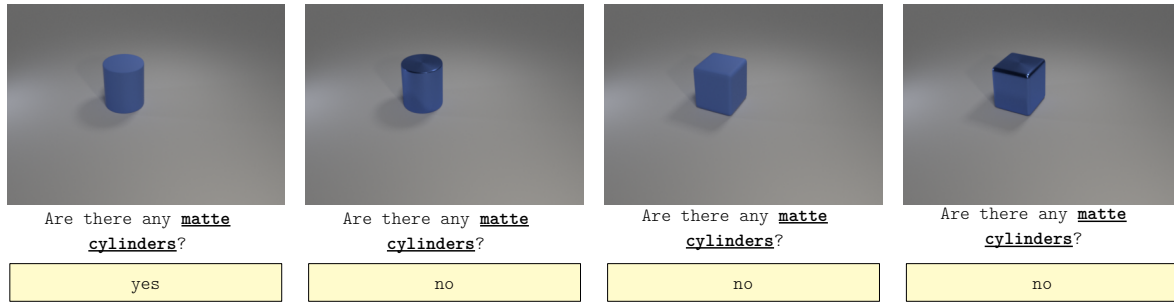 Are there any matte
cylinders?
yes
Are there any matte
cylinders?
no
Are there any matte
cylinders?
no
Are there any matte
cylinders?
no